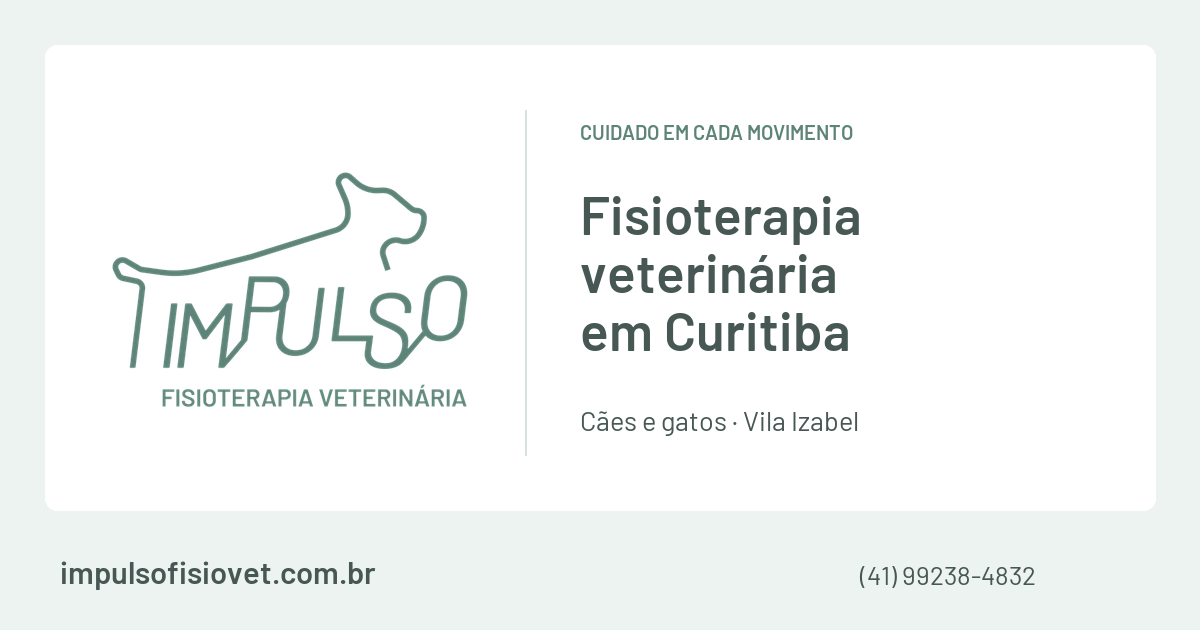 IMPULSO
FISIOTERAPIA VETERINÁRIA
CUIDADO EM CADA MOVIMENTO
Fisioterapia
veterinária
em Curitiba
Cães e gatos · Vila Izabel
impulsofisiovet.com.br
(41) 99238-4832